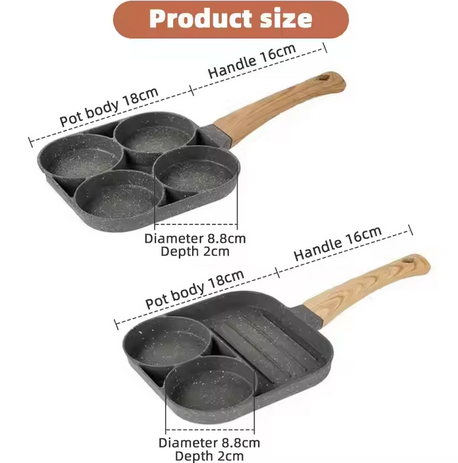 Product size
Handle 16cm
Pot body 18cm
Diameter 8.8cm
Depth 2cm
Handle 16cm
Pot body 18cm
Diameter 8.8cm
Depth 2cm